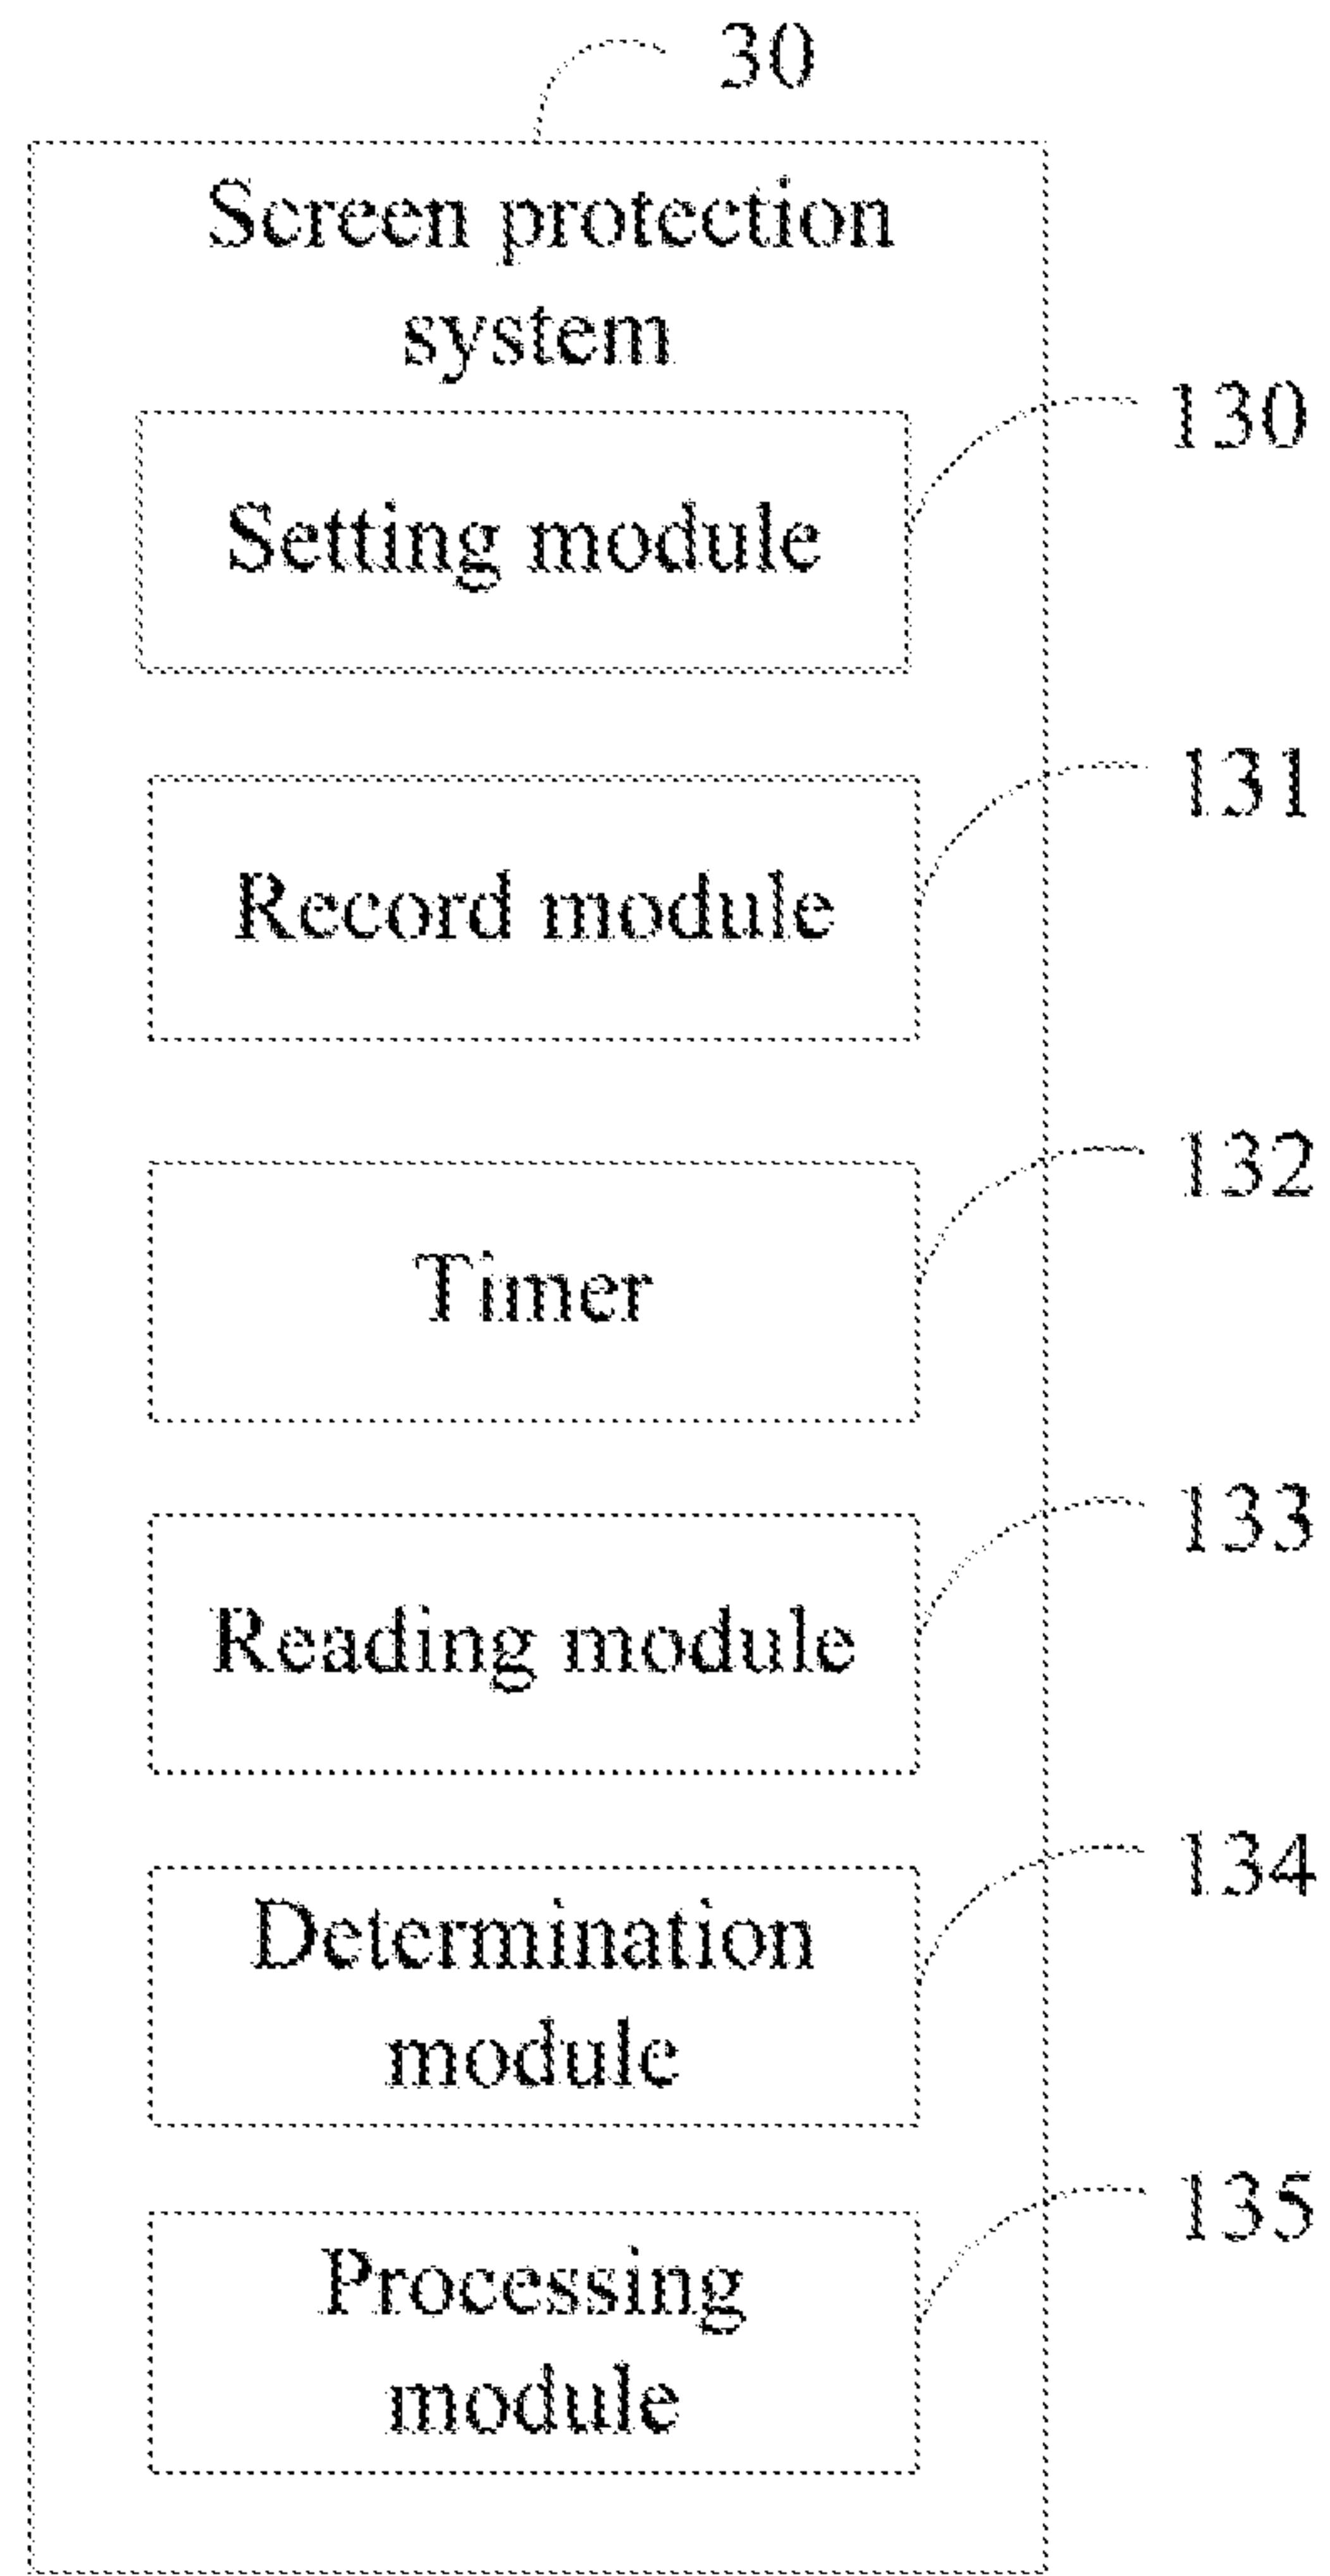 30
Screen protection
system
130
Setting module
131
Record module
132
Timer
133
Reading module
134
Determination
module
135
Processing
module